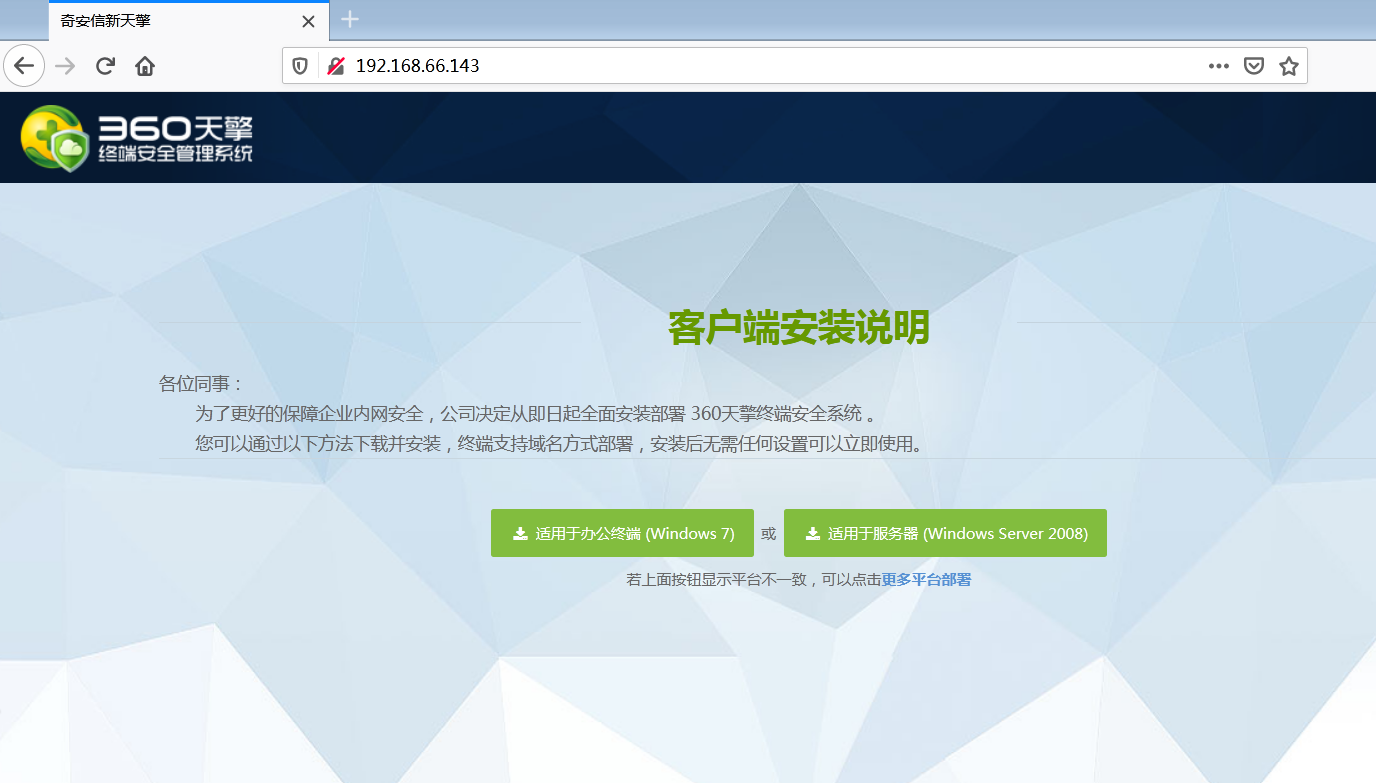 奇安信新天擎
192.168.66.143
360天擎
终端安全管理系统
客户端安装说明
各位同事：
为了更好的保障企业内网安全，公司决定从即日起全面安装部署 360天擎终端安全系统 。
您可以通过以下方法下载并安装，终端支持域名方式部署，安装后无需任何设置可以立即使用。
适用于办公终端 (Windows 7) 或 适用于服务器 (Windows Server 2008)
若上面按钮显示平台不一致，可以点击更多平台部署